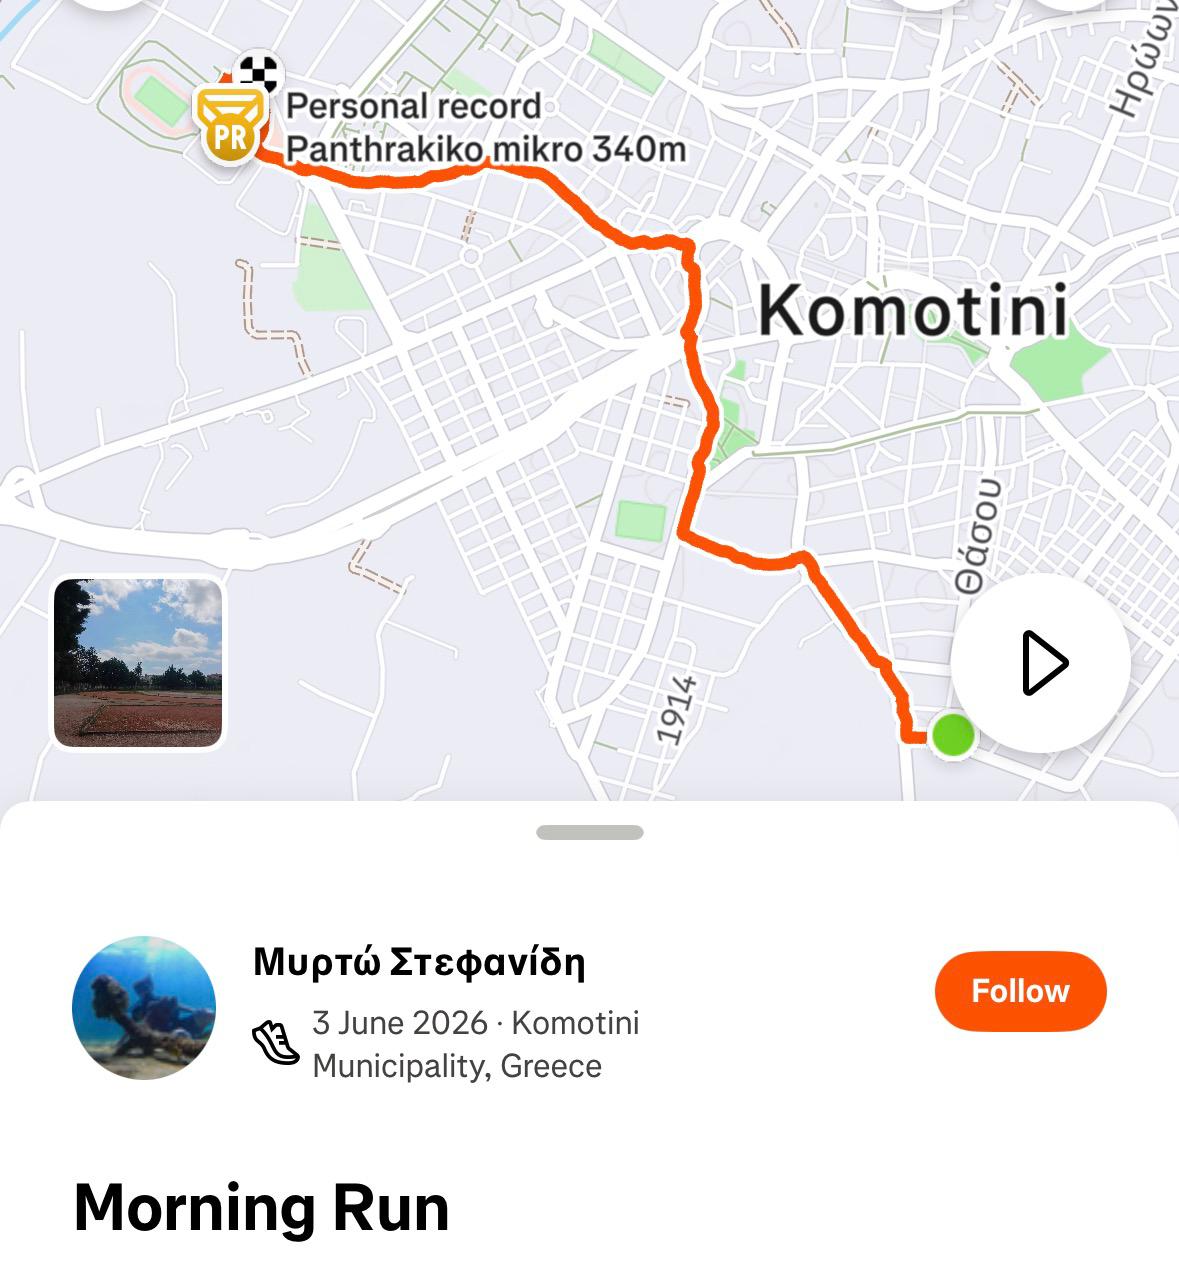 Ηρώων
PR
Personal record
Panthrakiko mikro 340m
Komotini
Θάσου
1914
Μυρτώ Στεφανίδη
Follow
3 June 2026 · Komotini
Municipality, Greece
Morning Run